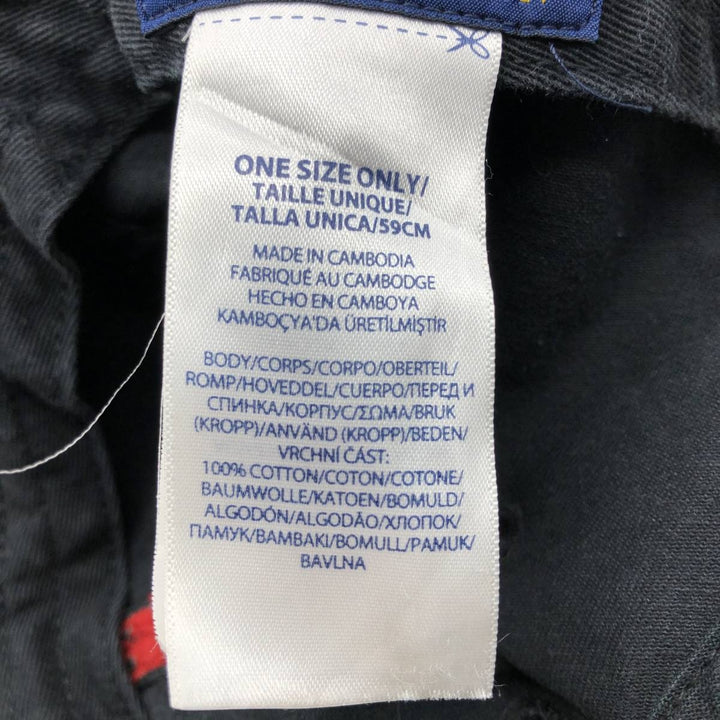 ONE SIZE ONLY/
TAILLE UNIQUE/
TALLA UNICA/59CM
MADE IN CAMBODIA
FABRIQUÉ AU CAMBODGE
HECHO EN CAMBOYA
KAMBOÇYA'DA ÜRETİLMİŞTİR
BODY/CORPS/CORPO/OBERTEIL/
ROMP/HOVEDDEL/CUERPO/ПЕРЕД И
СПИНКА/КОРПУС/ΣΩΜΑ/BRUK
(KROPP)/ANVÄND (KROPP)/BEDEN/
VRCHNÍ ČÁST:
100% COTTON/COTON/COTONE/
BAUMWOLLE/KATOEN/BOMULD/
ALGODÓN/ALGODÃO/ХЛОПОК/
ПАМУК/BAMBAKI/BOMULL/PAMUK/
BAVLNA